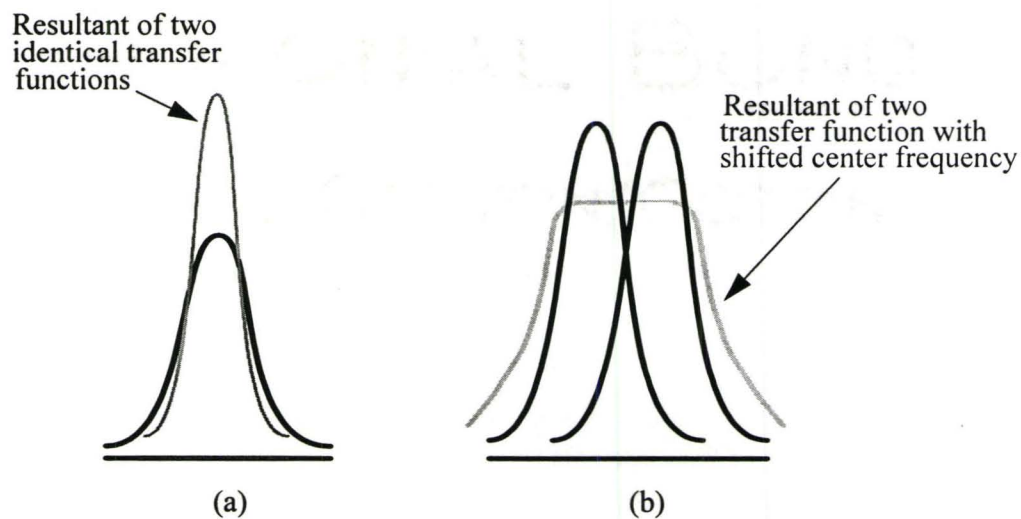 Resultant of two
identical transfer
functions
Resultant of two
transfer function with
shifted center frequency
(a)
(b)